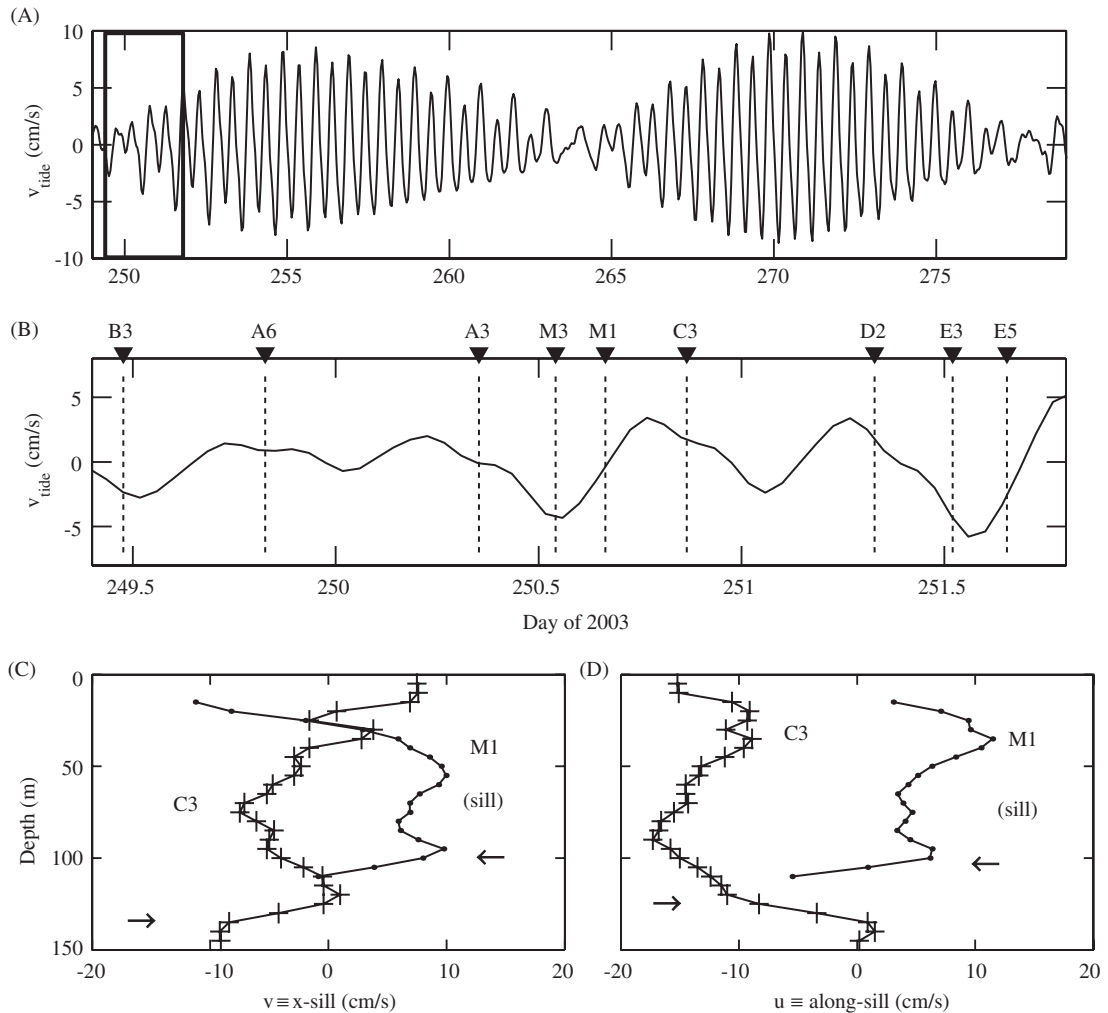 (A)
10
5
0
-5
-10
v_tide (cm/s)
250 255 260 265 270 275
(B)
B3 A6 A3 M3 M1 C3 D2 E3 E5
5
0
-5
v_tide (cm/s)
249.5 250 250.5 251 251.5
Day of 2003
(C)
0
50
100
150
Depth (m)
M1
C3
(sill)
-20 -10 0 10 20
v ≡ x-sill (cm/s)
(D)
C3
M1
(sill)
-20 -10 0 10 20
u ≡ along-sill (cm/s)